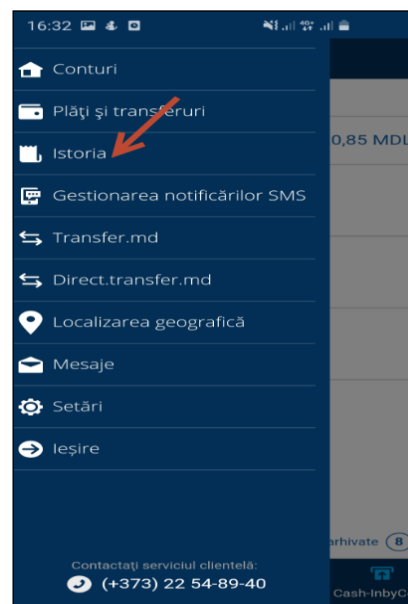 16:32
Conturi
Plăţi şi transferuri
0,85 MDL
Istoria
Gestionarea notificărilor SMS
Transfer.md
Direct.transfer.md
Localizarea geografică
Mesaje
Setări
Ieşire
arhivate 8
Contactaţi serviciul clientelă:
(+373) 22 54-89-40
Cash-InbyC